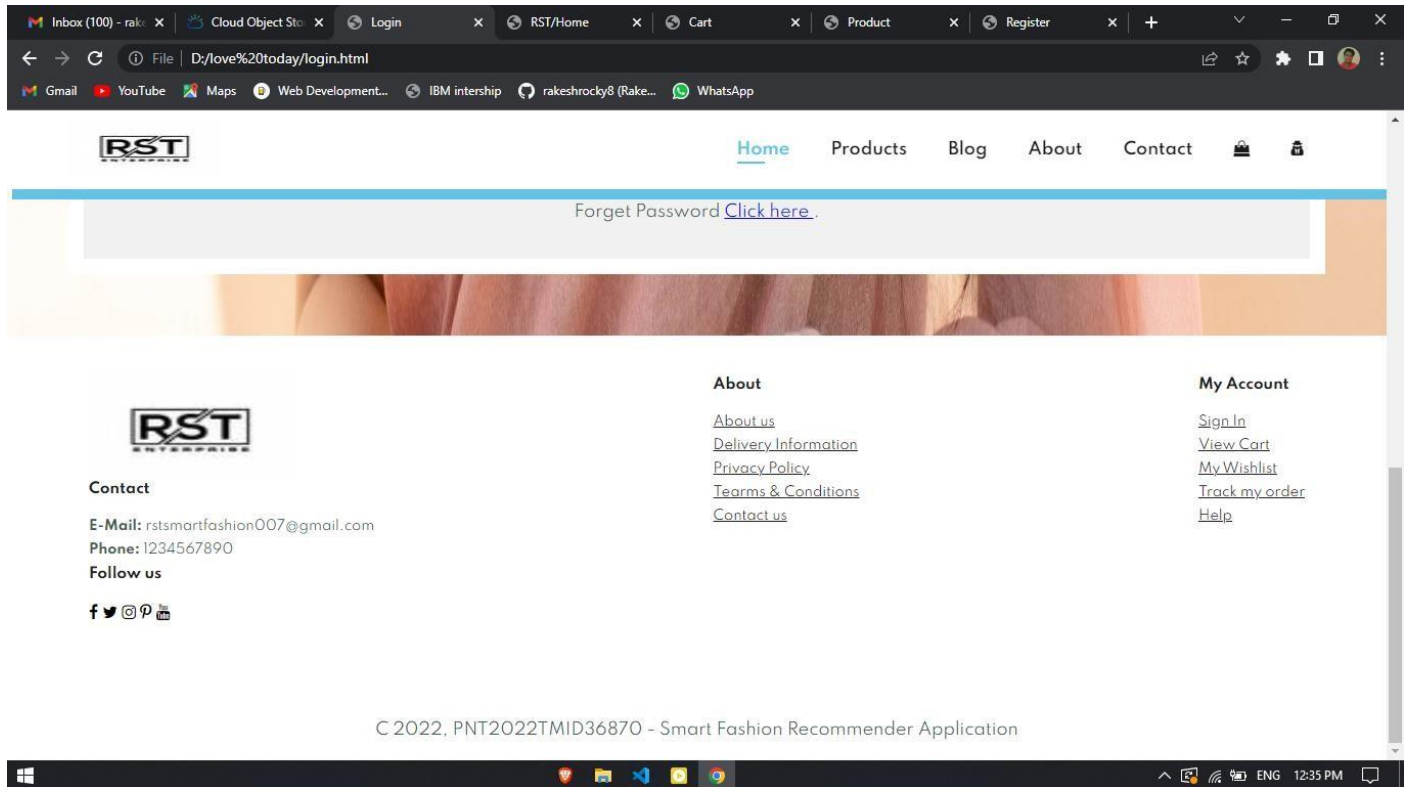 Inbox (100) - rake
Cloud Object Sto
Login
RST/Home
Cart
Product
Register
File | D:/love%20today/login.html
Gmail
YouTube
Maps
Web Development...
IBM intership
rakeshrocky8 (Rake...
WhatsApp
RST
ENTERPRISE
Home
Products
Blog
About
Contact
Forget Password Click here .
RST
ENTERPRISE
Contact
E-Mail: rstsmartfashion007@gmail.com
Phone: 1234567890
Follow us
About
About us
Delivery Information
Privacy Policy
Tearms & Conditions
Contact us
My Account
Sign In
View Cart
My Wishlist
Track my order
Help
C 2022, PNT2022TMID36870 - Smart Fashion Recommender Application
ENG 12:35 PM